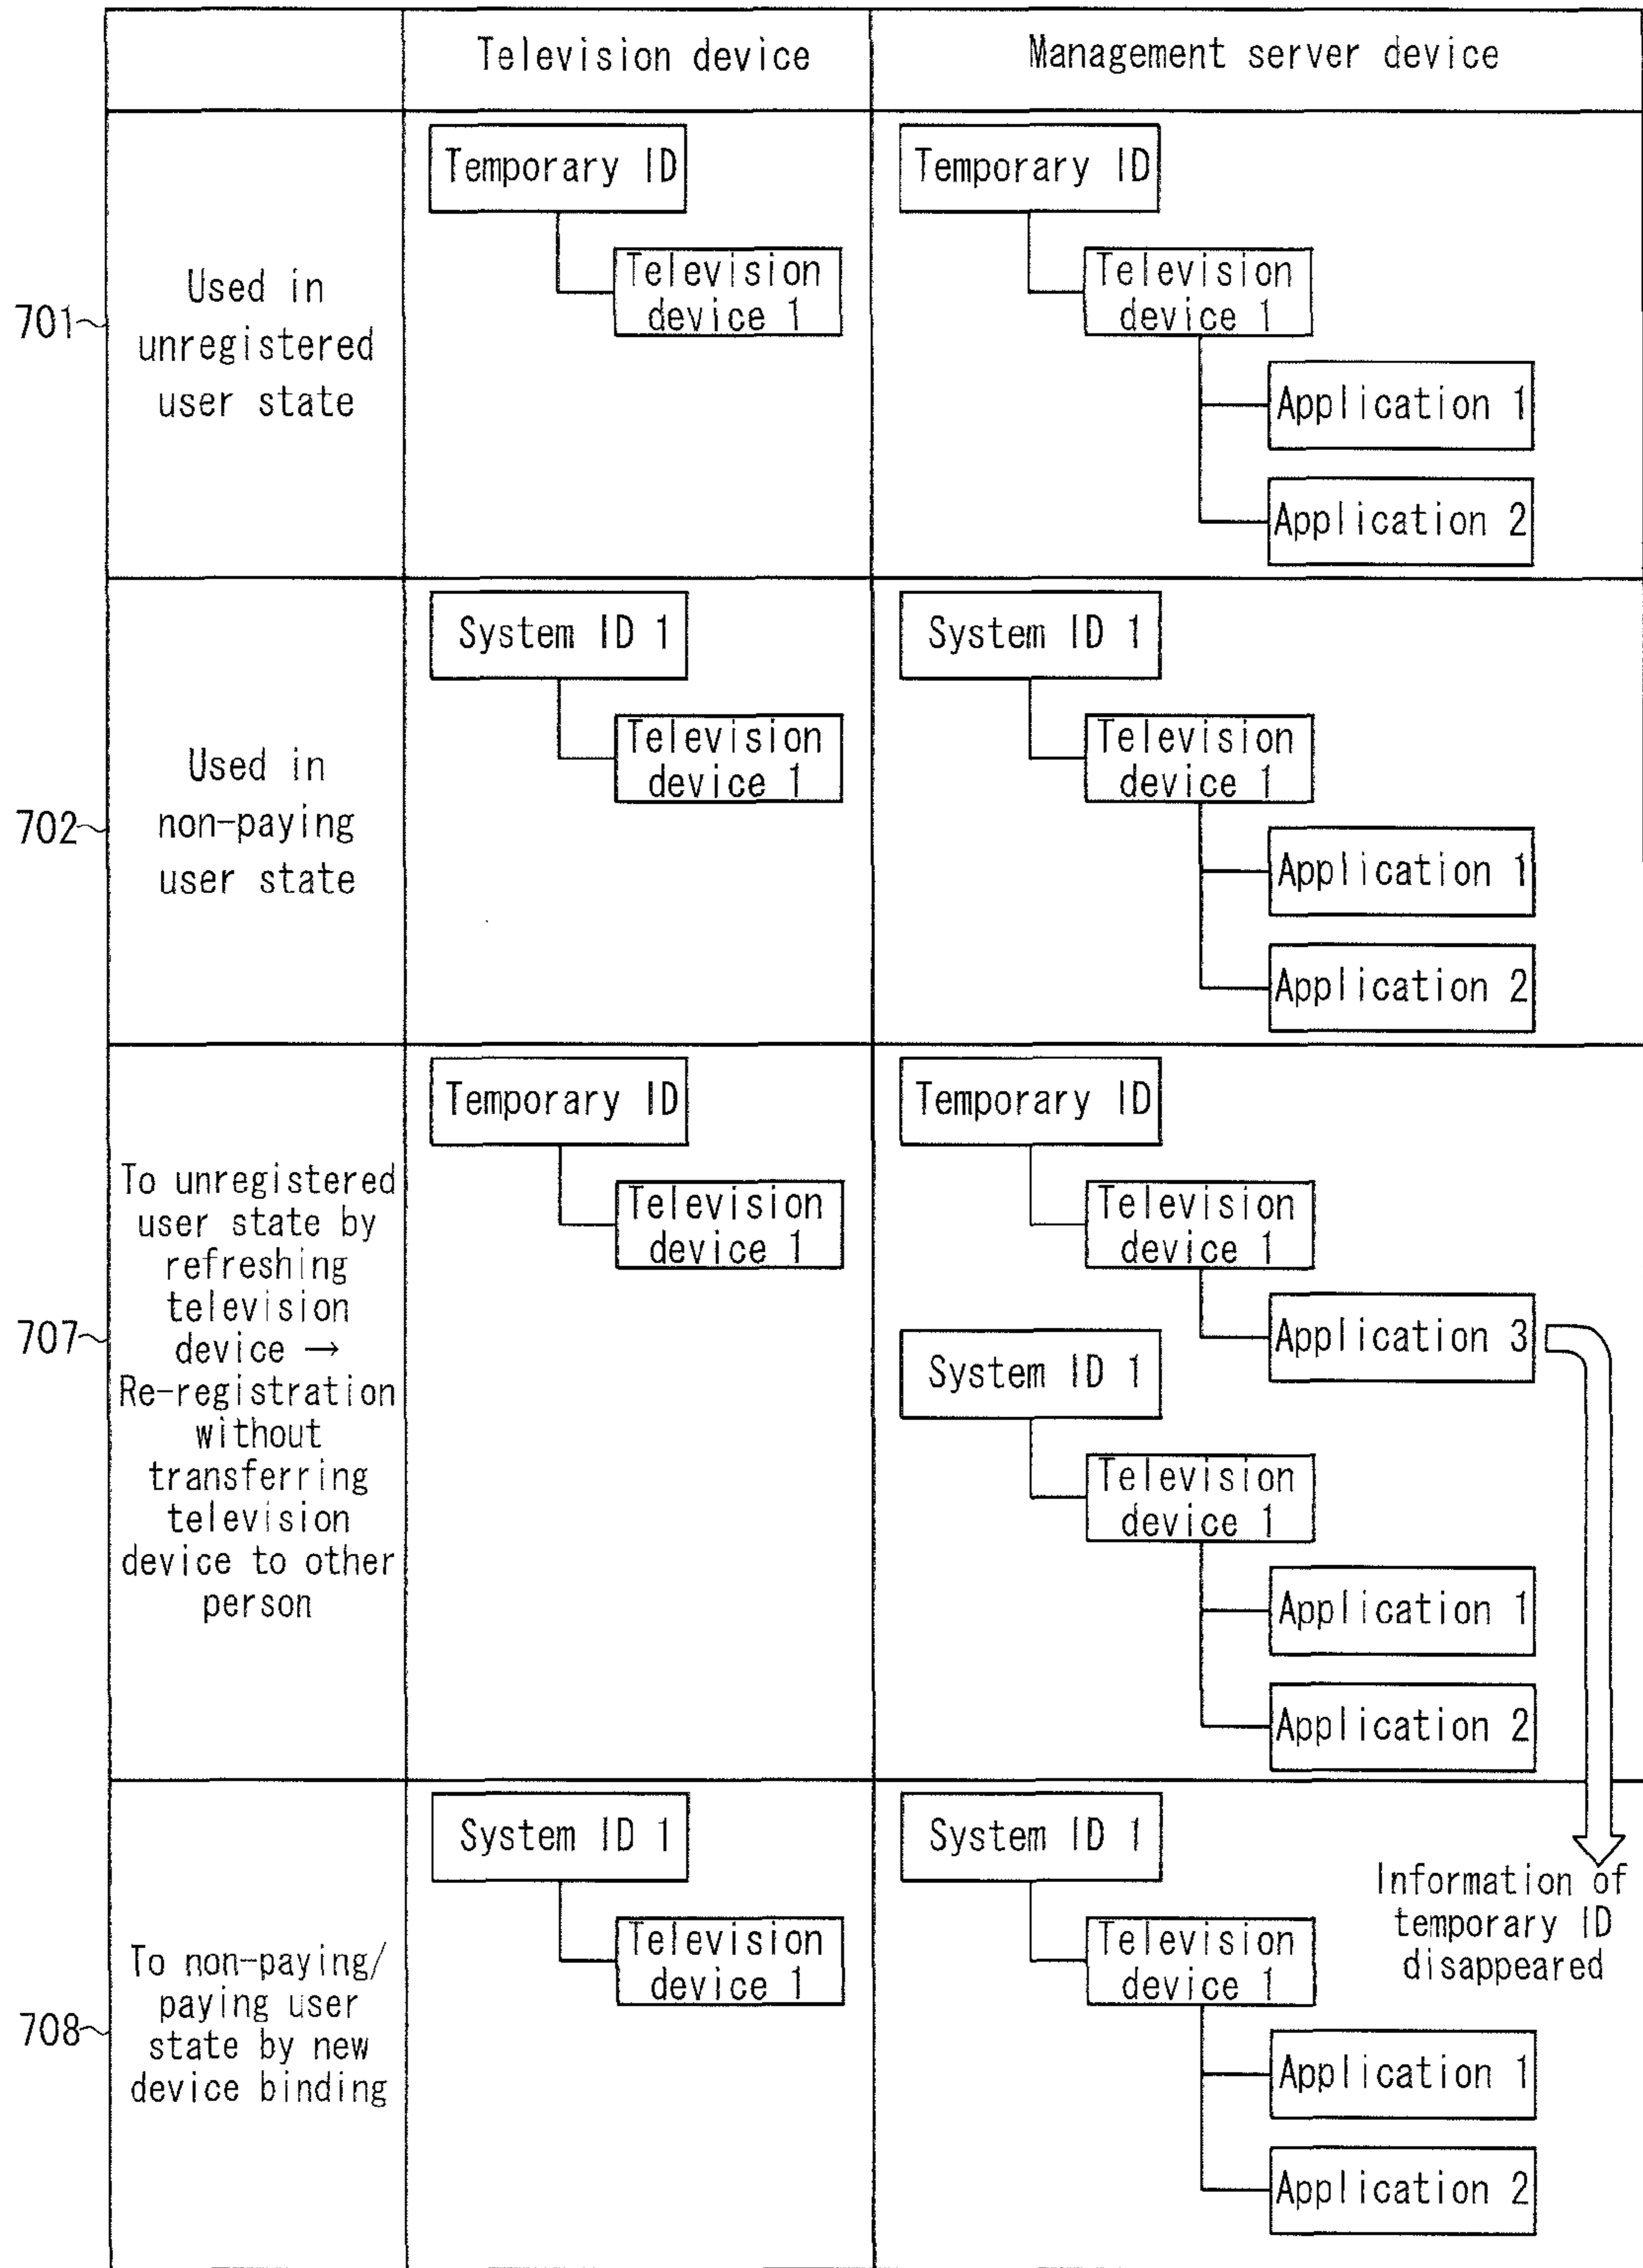 Television device
Management server device
701
Used in
unregistered
user state
Temporary ID
Television
device 1
Temporary ID
Television
device 1
Application 1
Application 2
702
Used in
non-paying
user state
System ID 1
Television
device 1
System ID 1
Television
device 1
Application 1
Application 2
707
To unregistered
user state by
refreshing
television
device →
Re-registration
without
transferring
television
device to other
person
Temporary ID
Television
device 1
Temporary ID
Television
device 1
Application 3
System ID 1
Television
device 1
Application 1
Application 2
708
To non-paying/
paying user
state by new
device binding
System ID 1
Television
device 1
System ID 1
Television
device 1
Application 1
Application 2
Information of
temporary ID
disappeared